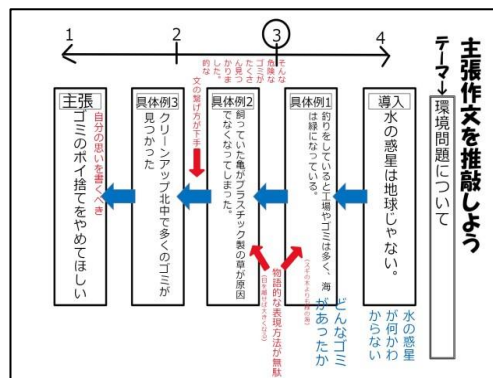 主張作文を推敲しよう
テーマ→環境問題について
4
3
2
1
導入
水の惑星は地球じゃない。
水の惑星
が何かわ
からない
具体例1
釣りをしていると工場やゴミは多く、海
は緑になっている。
どんなゴミ
があったか
物語的な表現方法が無駄
具体例2
飼っていた亀がプラスチック製の草が原因
でなくなってしまった。
そんな
危険な
ゴミが
たくさ
ん見つ
かりま
した。
的な
文の繋げ方が下手
具体例3
クリーンアップ北中で多くのゴミが
見つかった
主張
ゴミのポイ捨てをやめてほしい
自分の思いを書くべき